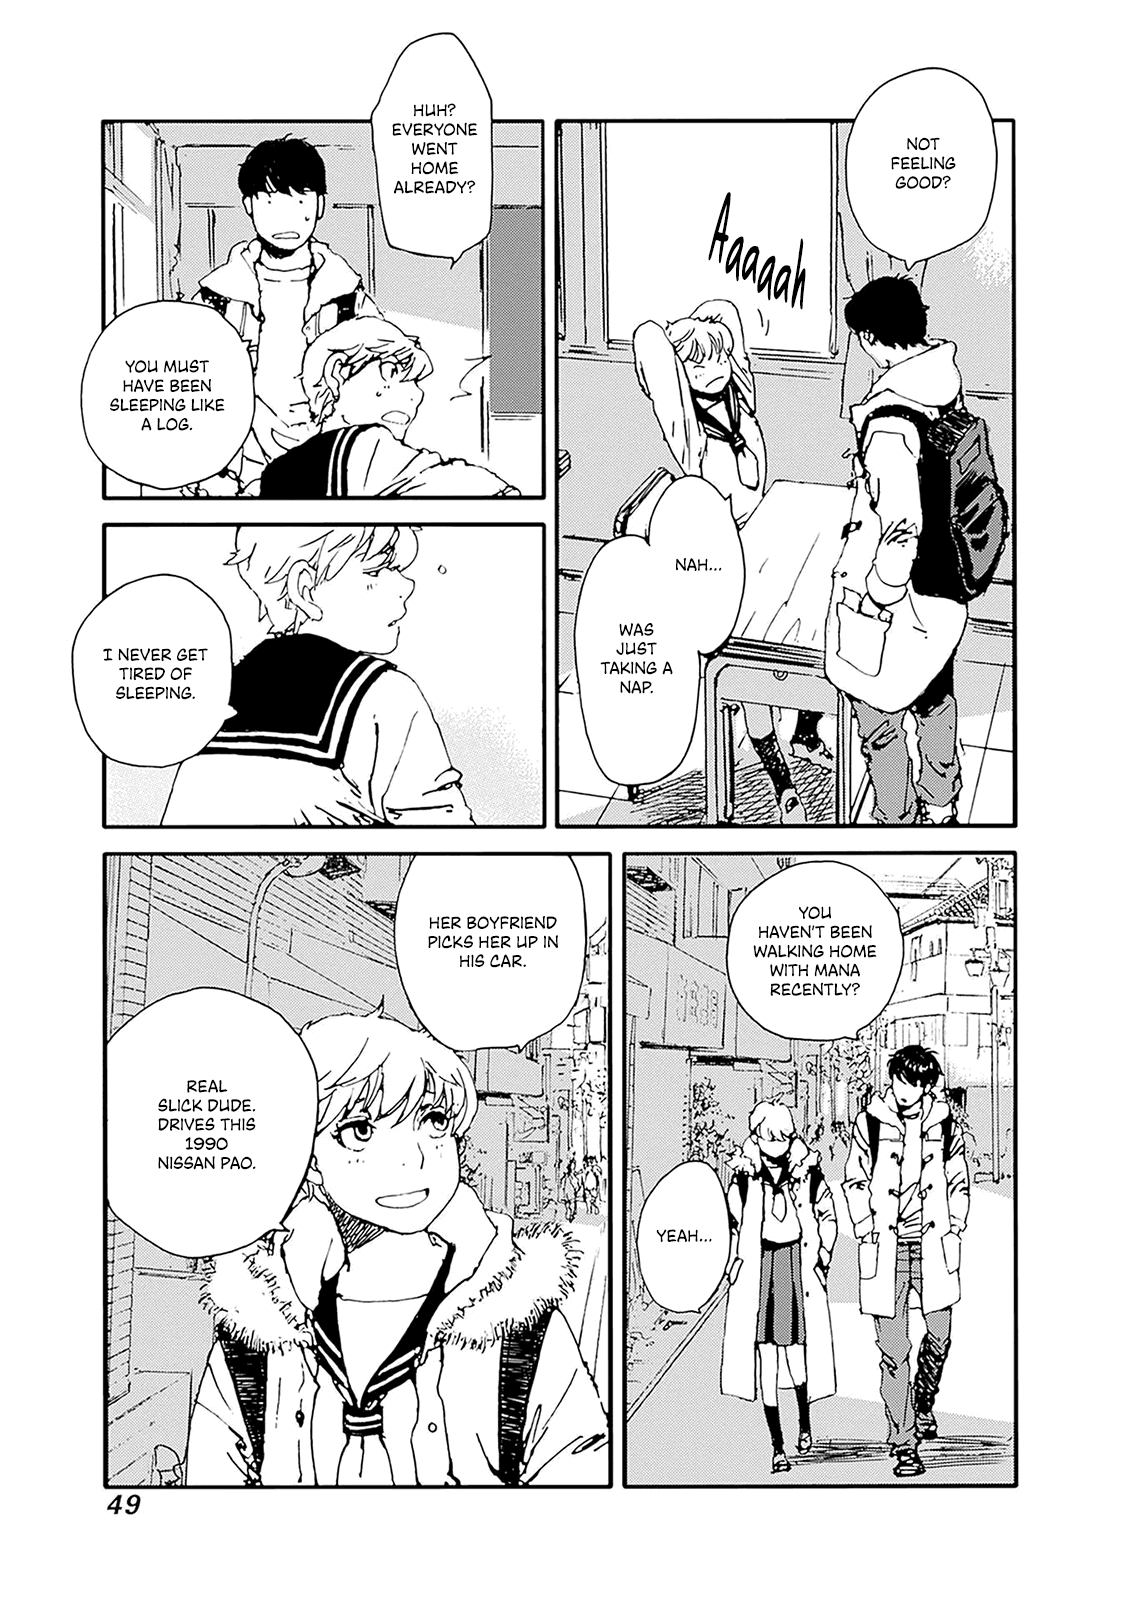 NOT
FEELING
GOOD?
Aaaaah
NAH...
WAS
JUST
TAKING A
NAP.
HUH?
EVERYONE
WENT
HOME
ALREADY?
YOU MUST
HAVE BEEN
SLEEPING LIKE
A LOG.
I NEVER GET
TIRED OF
SLEEPING.
YOU
HAVEN'T BEEN
WALKING HOME
WITH MANA
RECENTLY?
YEAH...
HER BOYFRIEND
PICKS HER UP IN
HIS CAR.
REAL
SLICK DUDE.
DRIVES THIS
1990
NISSAN PAO.
49